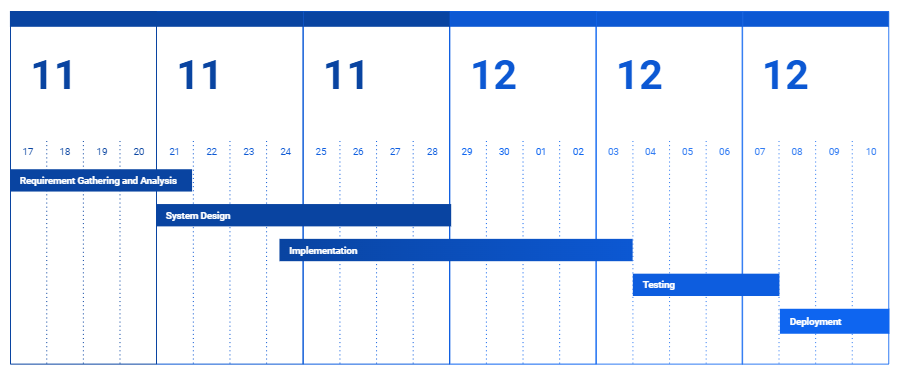 11 11 11 12 12 12
17 18 19 20 21 22 23 24 25 26 27 28 29 30 01 02 03 04 05 06 07 08 09 10
Requirement Gathering and Analysis
System Design
Implementation
Testing
Deployment